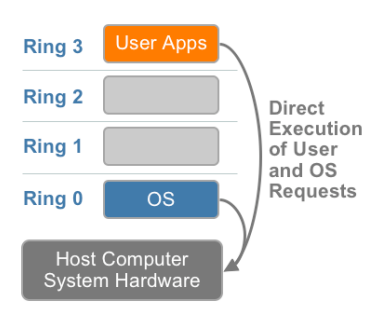 Ring 3
User Apps
Ring 2
Ring 1
Ring 0
OS
Direct
Execution
of User
and OS
Requests
Host Computer
System Hardware